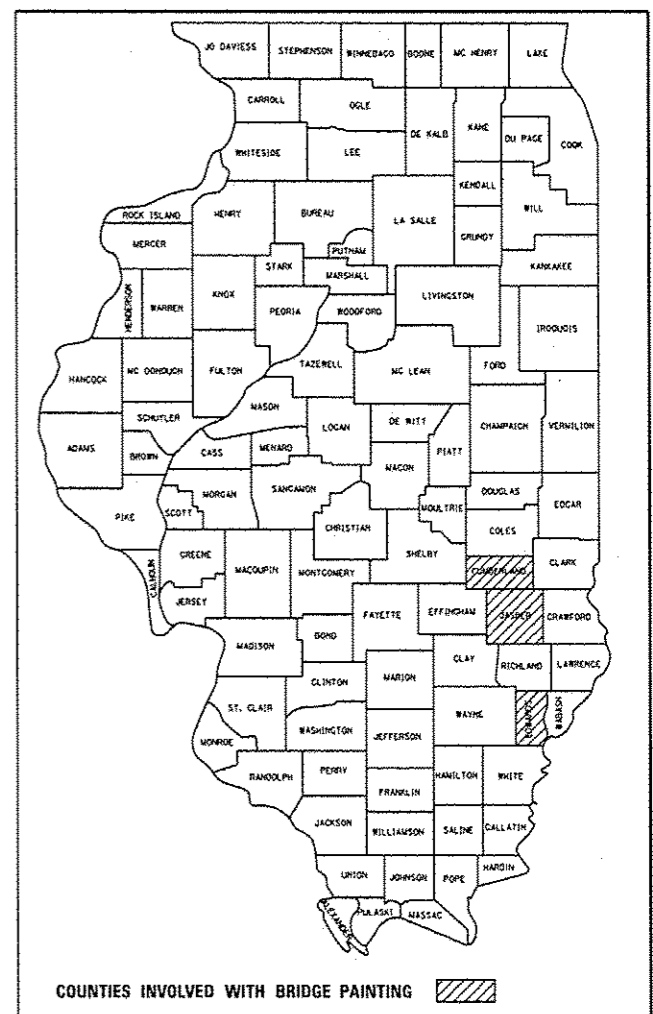 JO DAVIESS STEPHENSON WINNEBAGO BOONE MC HENRY LAKE
CARROLL OGLE DE KALB KANE DU PAGE COOK
WHITESIDE LEE
KENDALL WILL
ROCK ISLAND HENRY BUREAU LA SALLE GRUNDY
MERCER PUTNAM
STARK MARSHALL KANKAKEE
HENDERSON WARREN KNOX PEORIA WOODFORD LIVINGSTON IROQUOIS
HANCOCK MC DONOUGH FULTON TAZEWELL MC LEAN FORD
SCHUYLER MASON LOGAN DE WITT CHAMPAIGN VERMILION
ADAMS BROWN CASS MENARD MACON PIATT
PIKE SCOTT MORGAN SANGAMON CHRISTIAN MOULTRIE DOUGLAS EDGAR
COLES
CALHOUN GREENE MACOUPIN MONTGOMERY SHELBY CUMBERLAND CLARK
JERSEY FAYETTE EFFINGHAM JASPER CRAWFORD
MADISON BOND CLAY RICHLAND LAWRENCE
CLINTON MARION
ST. CLAIR WASHINGTON JEFFERSON WAYNE EDWARDS WABASH
MONROE
RANDOLPH PERRY FRANKLIN HAMILTON WHITE
JACKSON WILLIAMSON SALINE GALLATIN
UNION JOHNSON POPE HARDIN
ALEXANDER PULASKI MASSAC
COUNTIES INVOLVED WITH BRIDGE PAINTING